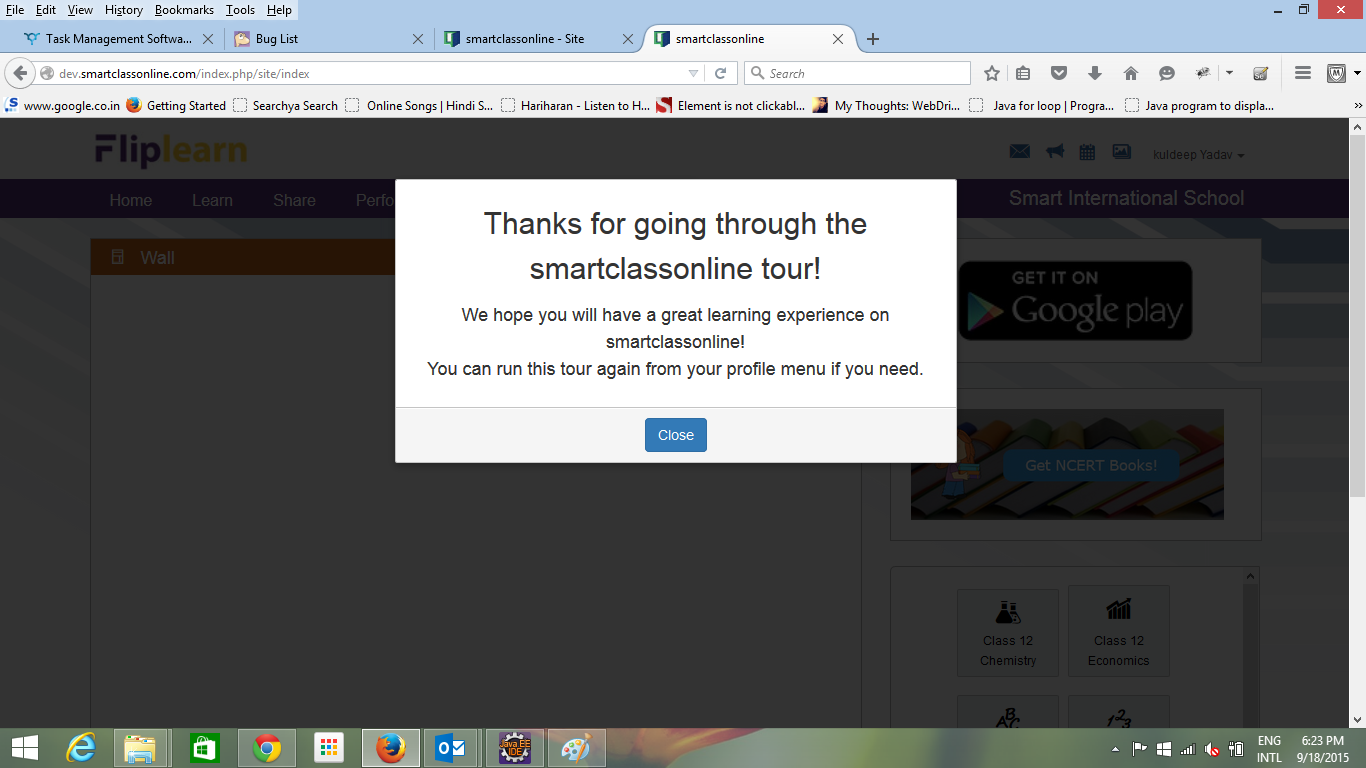 File Edit View History Bookmarks Tools Help
Task Management Softwa... Bug List smartclassonline - Site smartclassonline
dev.smartclassonline.com/index.php/site/index Search
www.google.co.in Getting Started Searchya Search Online Songs | Hindi S... Hariharan - Listen to H... Element is not clickabl... My Thoughts: WebDri... Java for loop | Progra... Java program to displa...
Fliplearn
kuldeep Yadav
Home Learn Share Perfo
Smart International School
Wall
Thanks for going through the
smartclassonline tour!
We hope you will have a great learning experience on
smartclassonline!
You can run this tour again from your profile menu if you need.
Close
GET IT ON
Google play
Get NCERT Books!
Class 12
Chemistry
Class 12
Economics
ABC
123
Java EE
IDE
ENG
INTL
6:23 PM
9/18/2015